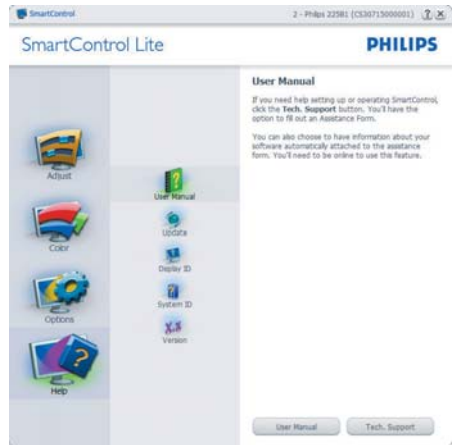 SmartControl
2 - Philips 225B1 (CS30715000001)
?
X
SmartControl Lite
PHILIPS
Adjust
Color
Options
Help
User Manual
Update
Display ID
System ID
X.x
Version
User Manual
If you need help setting up or operating SmartControl,
click the Tech. Support button. You'll have the
option to fill out an Assistance Form.
You can also choose to have information about your
software automatically attached to the assistance
form. You'll need to be online to use this feature.
User Manual
Tech. Support